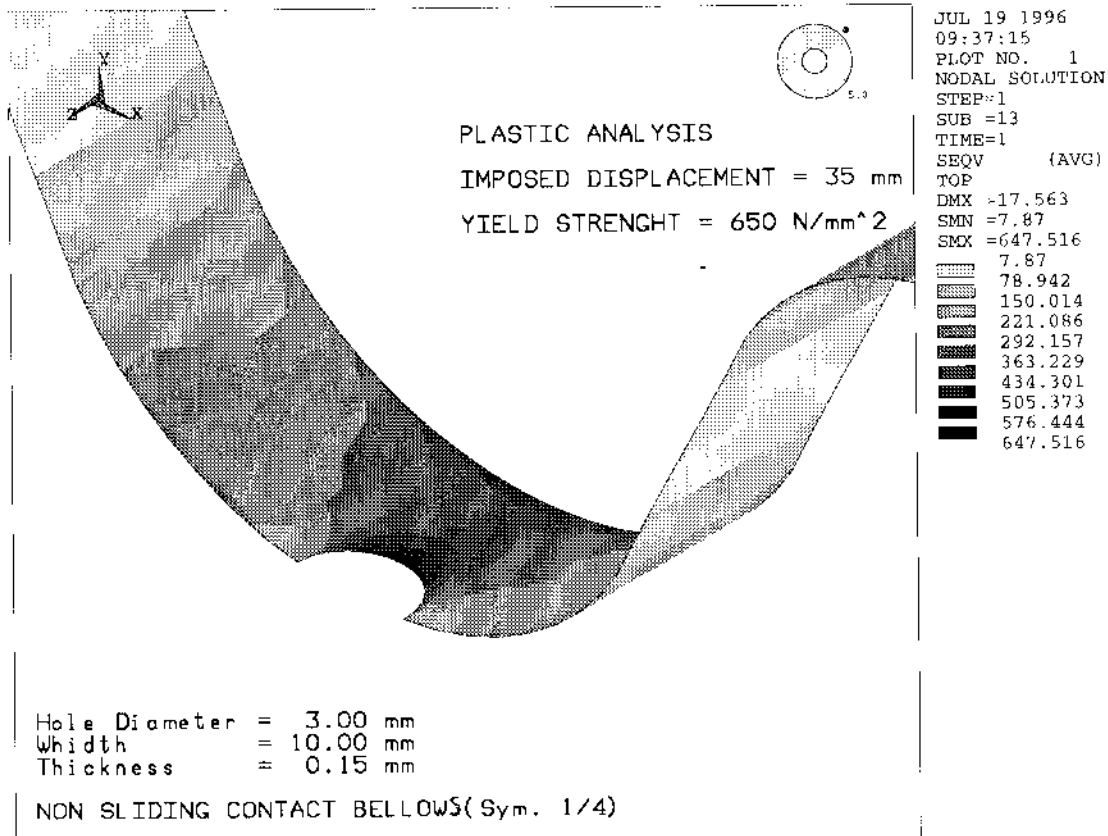 JUL 19 1996
09:37:15
PLOT NO. 1
NODAL SOLUTION
STEP=1
SUB =13
TIME=1
SEQV (AVG)
TOP
DMX =17.563
SMN =7.87
SMX =647.516
7.87
78.942
150.014
221.086
292.157
363.229
434.301
505.373
576.444
647.516
Y
Z X
5.0
PLASTIC ANALYSIS
IMPOSED DISPLACEMENT = 35 mm
YIELD STRENGHT = 650 N/mm^2
Hole Diameter = 3.00 mm
Whidth = 10.00 mm
Thickness = 0.15 mm
NON SLIDING CONTACT BELLOWS(Sym. 1/4)